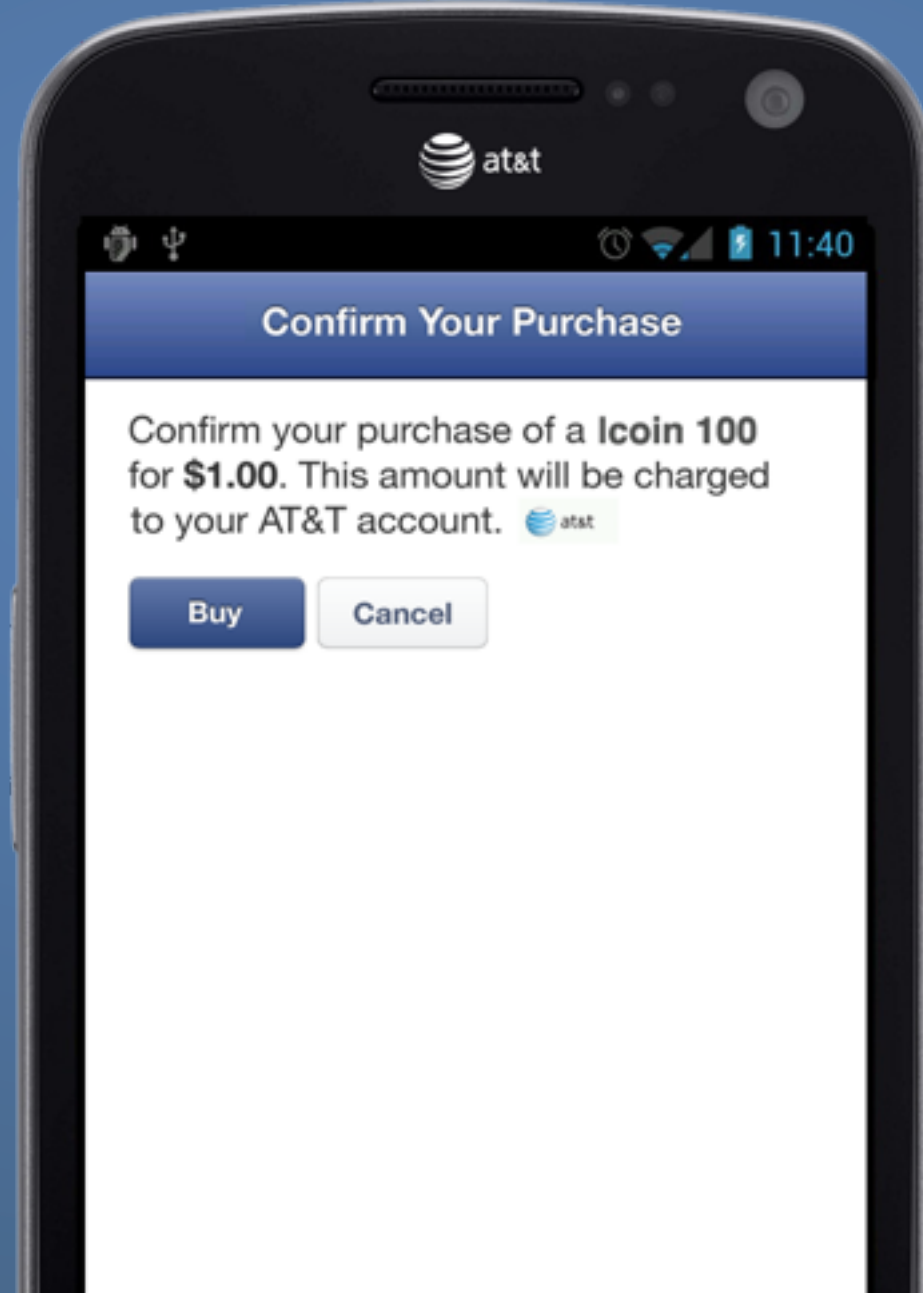 at&t
11:40
Confirm Your Purchase
Confirm your purchase of a Icoin 100
for $1.00. This amount will be charged
to your AT&T account. at&t
Buy Cancel